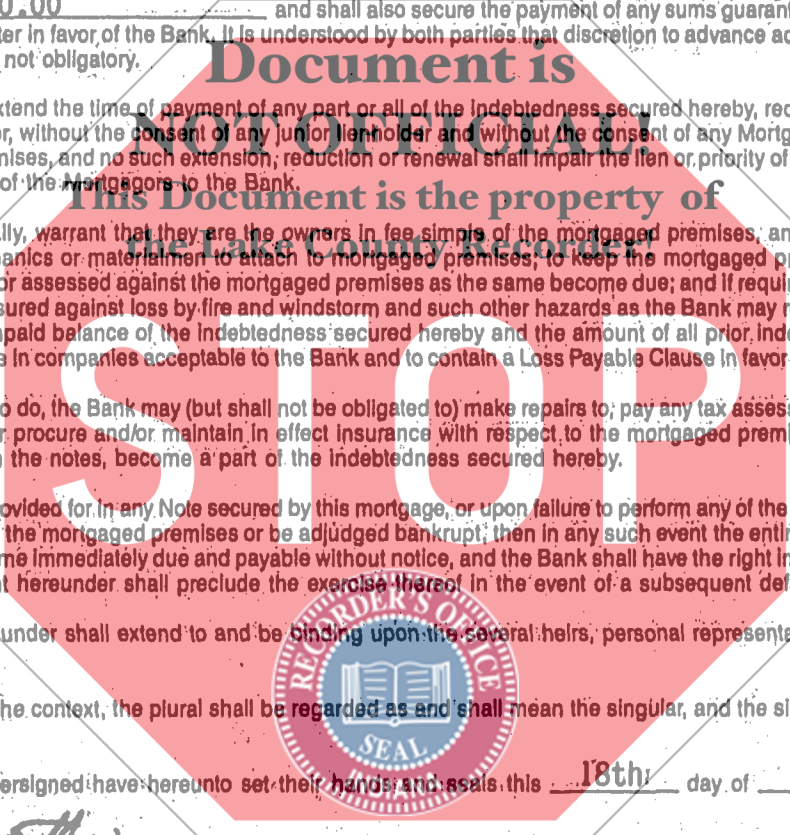 0.00 and shall also secure the payment of any sums guarant
ter in favor of the Bank. It is understood by both parties that discretion to advance ad
not obligatory.
Document is
xtend the time of payment of any part or all of the indebtedness secured hereby, red
or, without the consent of any junior lienholder and without the consent of any Mortg
NOT OFFICIAL!
mises, and no such extension, reduction or renewal shall impair the lien or priority of
of the Mortgagors to the Bank.
This Document is the property of
lly, warrant that they are the owners in fee simple of the mortgaged premises, an
the Lake County Recorder!
anics or materialmen to attach to mortgaged premises; to keep the mortgaged pr
or assessed against the mortgaged premises as the same become due; and if requir
sured against loss by fire and windstorm and such other hazards as the Bank may r
npaid balance of the indebtedness secured hereby and the amount of all prior inde
e in companies acceptable to the Bank and to contain a Loss Payable Clause in favor
STOP
o do, the Bank may (but shall not be obligated to) make repairs to, pay any tax assess
r procure and/or maintain in effect insurance with respect to the mortgaged premi
the notes, become a part of the indebtedness secured hereby.
ovided for in any Note secured by this mortgage, or upon failure to perform any of the
the mortgaged premises or be adjudged bankrupt, then in any such event the entir
me immediately due and payable without notice, and the Bank shall have the right in
t hereunder shall preclude the exercise thereof in the event of a subsequent def
RECORDER'S OFFICE
under shall extend to and be binding upon the several heirs, personal representa
he context, the plural shall be regarded as and shall mean the singular, and the si
SEAL
INDIANA
ersigned have hereunto set their hands and seals this 18th day of